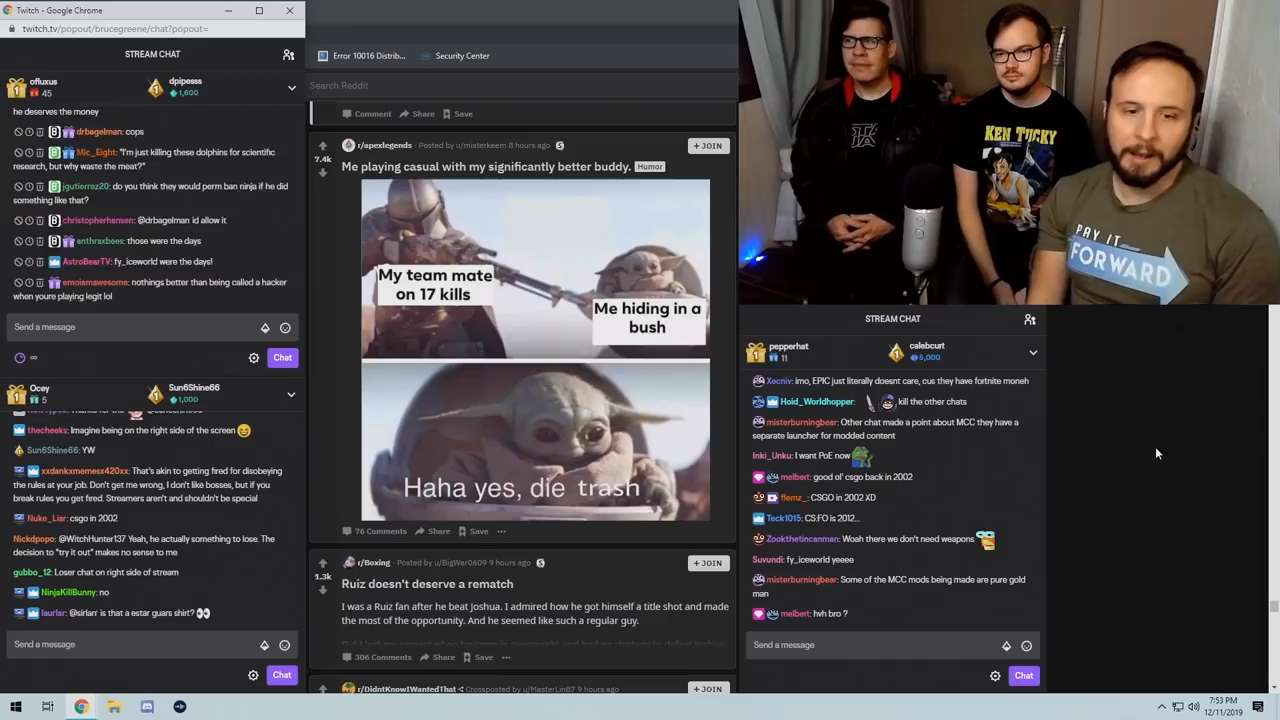 Twitch - Google Chrome
twitch.tv/popout/brucegreene/chat?popout=
STREAM CHAT
ofluxus
45
dpipesss
1,600
he deserves the money
drbagelman: cops
Mic_Eight: "I'm just killing these dolphins for scientific
research, but why waste the meat?"
jgutierrez20: do you think they would perm ban ninja if he did
something like that?
christopherhansen: @drbagelman id allow it
anthraxbees: those were the days
AstroBearTV: fy_iceworld were the days!
emoismawesome: nothings better than being called a hacker
when youre playing legit lol
Send a message
∞
Chat
Ocey
5
Sun6Shine66
1,000
thecheeks: Imagine being on the right side of the screen
Sun6Shine66: YW
xxdankxmemesx420xx: That's akin to getting fired for disobeying
the rules at your job. Don't get me wrong, I don't like bosses, but if you
break rules you get fired. Streamers aren't and shouldn't be
special
Nuke_Liar: csgo in 2002
Nickdpopo: @WitchHunter137 Yeah, he actually something to lose. The
decision to "try it out" makes no sense to me
gubbo_12: Loser chat on right side of stream
NinjaKillBunny: no
laurlar: @sirlarr is that a estar guars shirt?
Send a message
Chat
Error 10016 Distrib...
Security Center
Search Reddit
Comment
Share
Save
r/apexlegends · Posted by u/misterkeem 8 hours ago
+ JOIN
7.4k
Me playing casual with my significantly better buddy. Humor
My team mate
on 17 kills
Me hiding in a
bush
Haha yes, die trash
76 Comments
Share
Save
r/Boxing · Posted by u/BigWar0609 9 hours ago
+ JOIN
1.3k
Ruiz doesn't deserve a rematch
I was a Ruiz fan after he beat joshua. I admired how he got himself a title shot and made
the most of the opportunity. And he seemed like such a regular guy.
306 Comments
Share
Save
r/DidntKnowIWantedThat
Crossposted by u/MasterLin87 9 hours ago
+ JOIN
KEN TUCKY
PAY IT
FORWARD
STREAM CHAT
pepperhat
11
calebcurt
5,000
Xecniv: imo, EPIC just literally doesnt care, cus they have fortnite moneh
Hoid_Worldhopper: kill the other chats
misterburningbear: Other chat made a point about MCC they have a
separate launcher for modded content
Inki_Unku: I want PoE now
melbert: good ol' csgo back in 2002
flemz_: CSGO in 2002 XD
Teck1015: CS:FO is 2012...
Zookthetincanman: Woah there we don't need weapons
Suvundi: fy_iceworld yeeee
misterburningbear: Some of the MCC mods being made are pure gold
man
melbert: hvh bro ?
Send a message
Chat
7:53 PM
12/11/2019